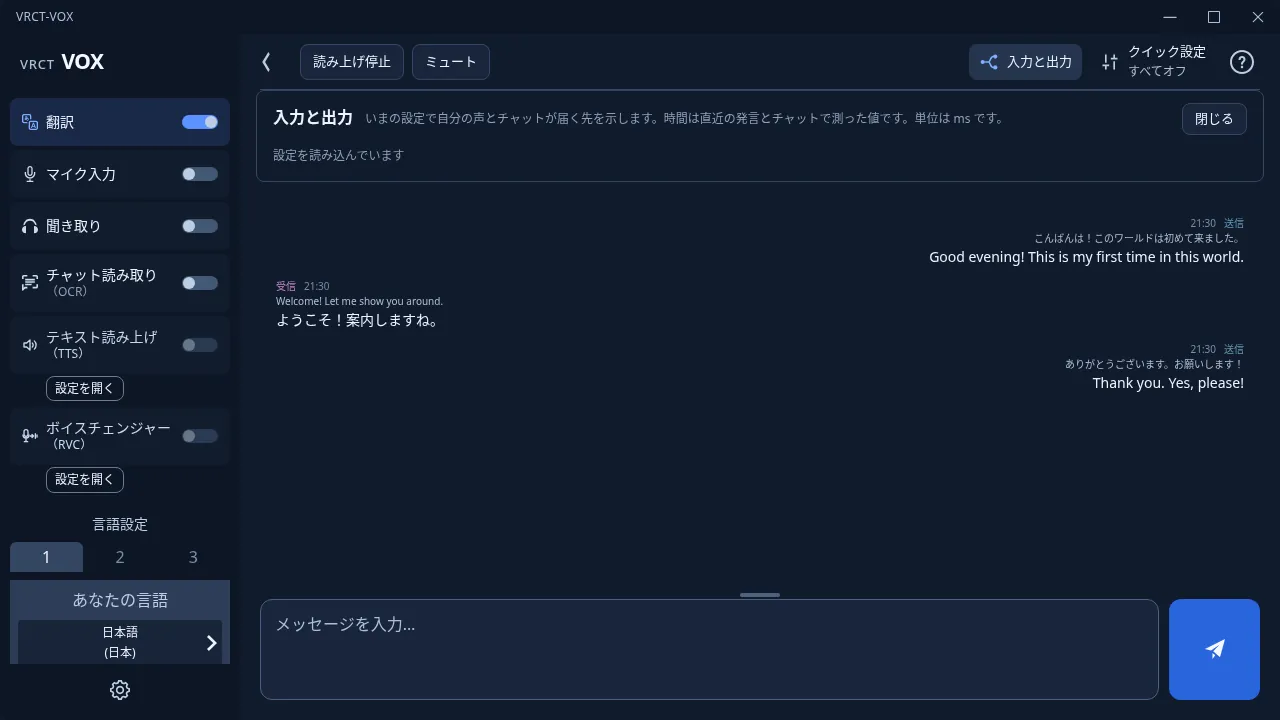 VRCT-VOX
VRCT VOX
翻訳
マイク入力
聞き取り
チャット読み取り
（OCR）
テキスト読み上げ
（TTS）
設定を開く
ボイスチェンジャー
（RVC）
設定を開く
言語設定
1 2 3
あなたの言語
日本語
(日本)
読み上げ停止 ミュート
入力と出力
クイック設定
すべてオフ
?
入力と出力 いまの設定で自分の声とチャットが届く先を示します。時間は直近の発言とチャットで測った値です。単位は ms です。
閉じる
設定を読み込んでいます
21:30 送信
こんばんは！このワールドは初めて来ました。
Good evening! This is my first time in this world.
受信 21:30
Welcome! Let me show you around.
ようこそ！案内しますね。
21:30 送信
ありがとうございます。お願いします！
Thank you. Yes, please!
メッセージを入力...